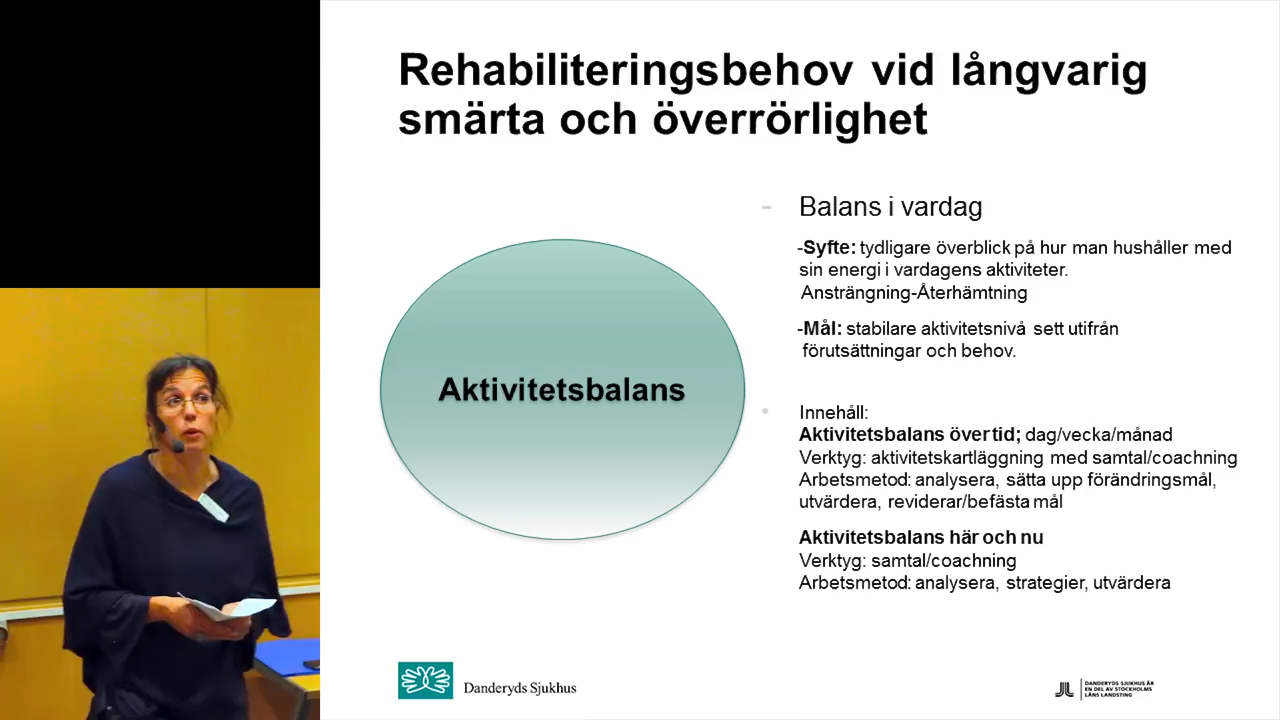 Rehabiliteringsbehov vid långvarig
smärta och överrörlighet
Aktivitetsbalans
- Balans i vardag
-Syfte: tydligare överblick på hur man hushåller med
sin energi i vardagens aktiviteter.
Ansträngning-Återhämtning
-Mål: stabilare aktivitetsnivå sett utifrån
förutsättningar och behov.
• Innehåll:
Aktivitetsbalans över tid; dag/vecka/månad
Verktyg: aktivitetskartläggning med samtal/coachning
Arbetsmetod: analysera, sätta upp förändringsmål,
utvärdera, reviderar/befästa mål
Aktivitetsbalans här och nu
Verktyg: samtal/coachning
Arbetsmetod: analysera, strategier, utvärdera
Danderyds Sjukhus
DANDERYDS SJUKHUS ÄR
EN DEL AV STOCKHOLMS
LÄNS LANDSTING